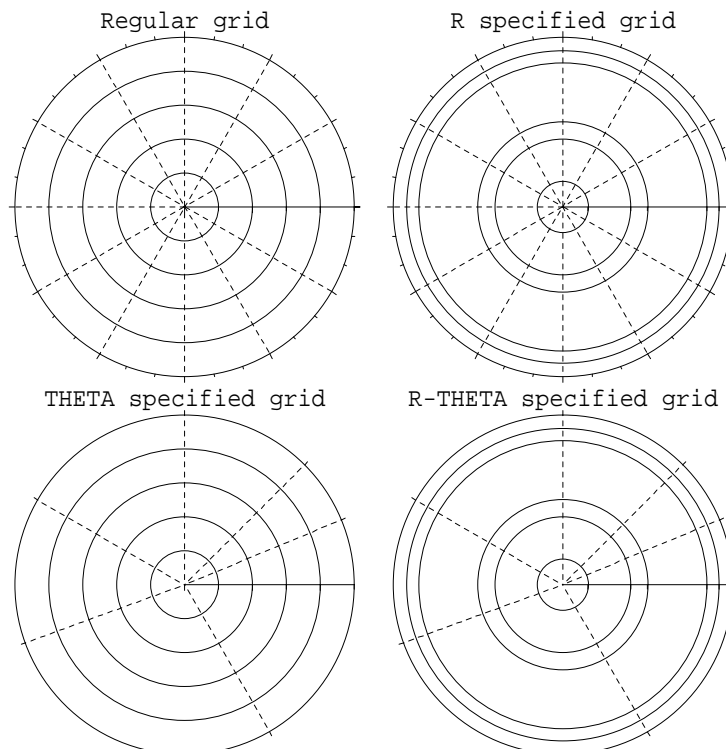 Regular grid
R specified grid
THETA specified grid
R-THETA specified grid